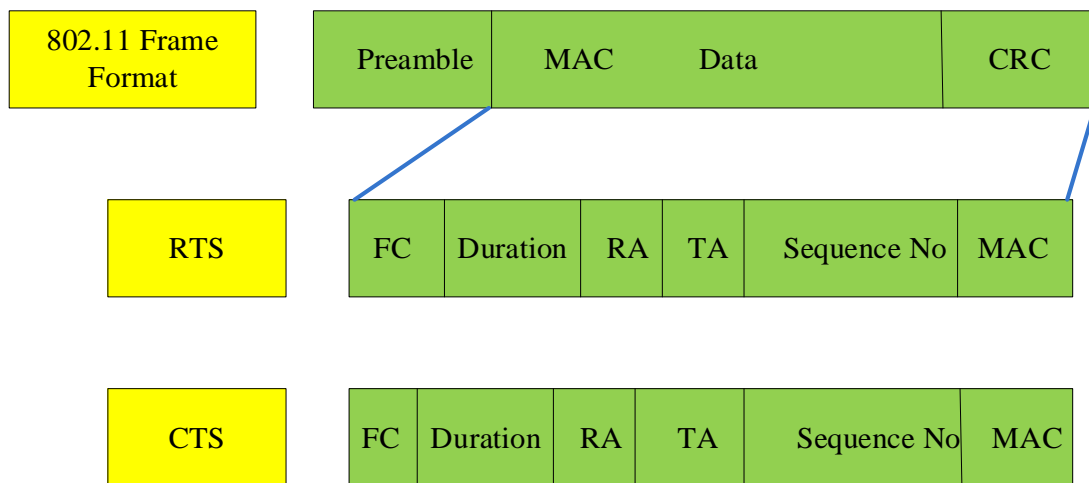 802.11 Frame
Format
Preamble MAC Data CRC
RTS
FC Duration RA TA Sequence No MAC
CTS
FC Duration RA TA Sequence No MAC